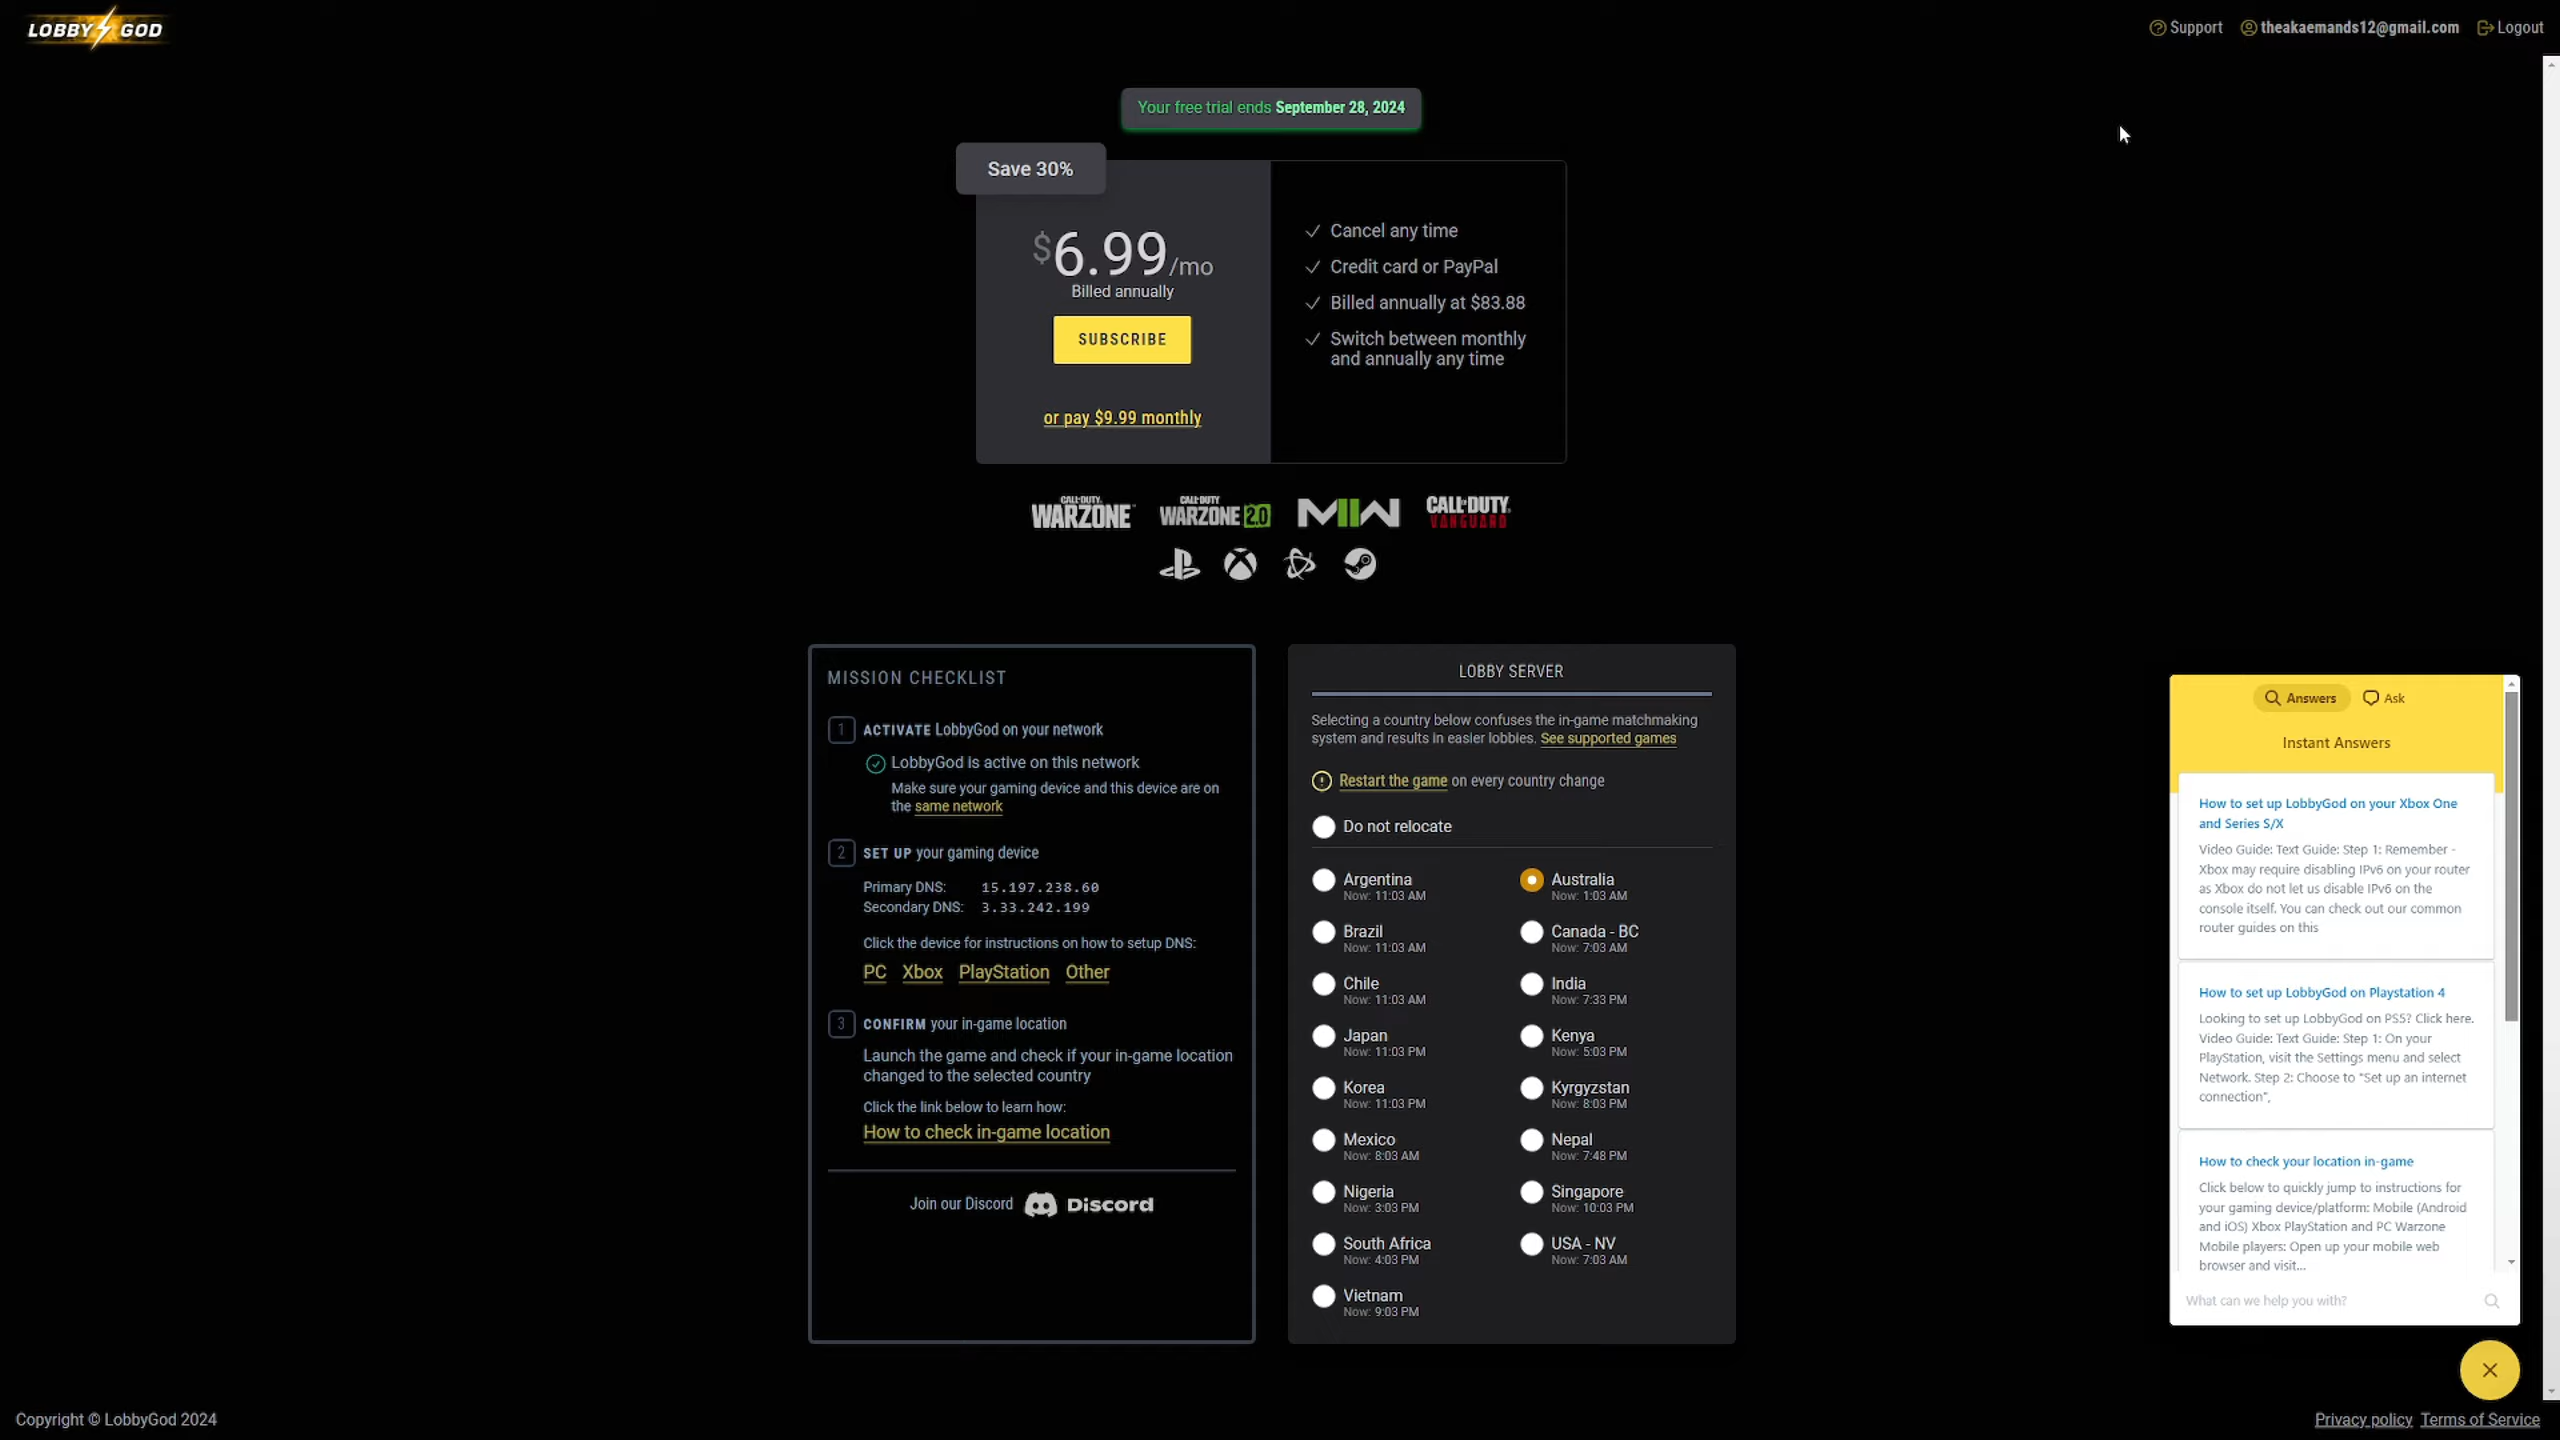 LOBBY GOD
Support
theakaemands12@gmail.com
Logout
Your free trial ends September 28, 2024
Save 30%
$6.99/mo
Billed annually
SUBSCRIBE
or pay $9.99 monthly
Cancel any time
Credit card or PayPal
Billed annually at $83.88
Switch between monthly
and annually any time
CALL OF DUTY
WARZONE
CALL OF DUTY
WARZONE 2.0
MIIW
CALL OF DUTY
VANGUARD
MISSION CHECKLIST
1 ACTIVATE LobbyGod on your network
LobbyGod is active on this network
Make sure your gaming device and this device are on
the same network
2 SET UP your gaming device
Primary DNS: 15.197.238.60
Secondary DNS: 3.33.242.199
Click the device for instructions on how to setup DNS:
PC Xbox PlayStation Other
3 CONFIRM your in-game location
Launch the game and check if your in-game location
changed to the selected country
Click the link below to learn how:
How to check in-game location
Join our Discord Discord
LOBBY SERVER
Selecting a country below confuses the in-game matchmaking
system and results in easier lobbies. See supported games
Restart the game on every country change
Do not relocate
Argentina
Now: 11:03 AM
Australia
Now: 1:03 AM
Brazil
Now: 11:03 AM
Canada - BC
Now: 7:03 AM
Chile
Now: 11:03 AM
India
Now: 7:33 PM
Japan
Now: 11:03 PM
Kenya
Now: 5:03 PM
Korea
Now: 11:03 PM
Kyrgyzstan
Now: 8:03 PM
Mexico
Now: 8:03 AM
Nepal
Now: 7:48 PM
Nigeria
Now: 3:03 PM
Singapore
Now: 10:03 PM
South Africa
Now: 4:03 PM
USA - NV
Now: 7:03 AM
Vietnam
Now: 9:03 PM
Answers
Ask
Instant Answers
How to set up LobbyGod on your Xbox One
and Series S/X
Video Guide: Text Guide: Step 1: Remember -
Xbox may require disabling IPv6 on your router
as Xbox do not let us disable IPv6 on the
console itself. You can check out our common
router guides on this
How to set up LobbyGod on Playstation 4
Looking to set up LobbyGod on PS5? Click here.
Video Guide: Text Guide: Step 1: On your
PlayStation, visit the Settings menu and select
Network. Step 2: Choose to "Set up an internet
connection",
How to check your location in-game
Click below to quickly jump to instructions for
your gaming device/platform: Mobile (Android
and iOS) Xbox PlayStation and PC Warzone
Mobile players: Open up your mobile web
browser and visit...
What can we help you with?
Copyright © LobbyGod 2024
Privacy policy Terms of Service